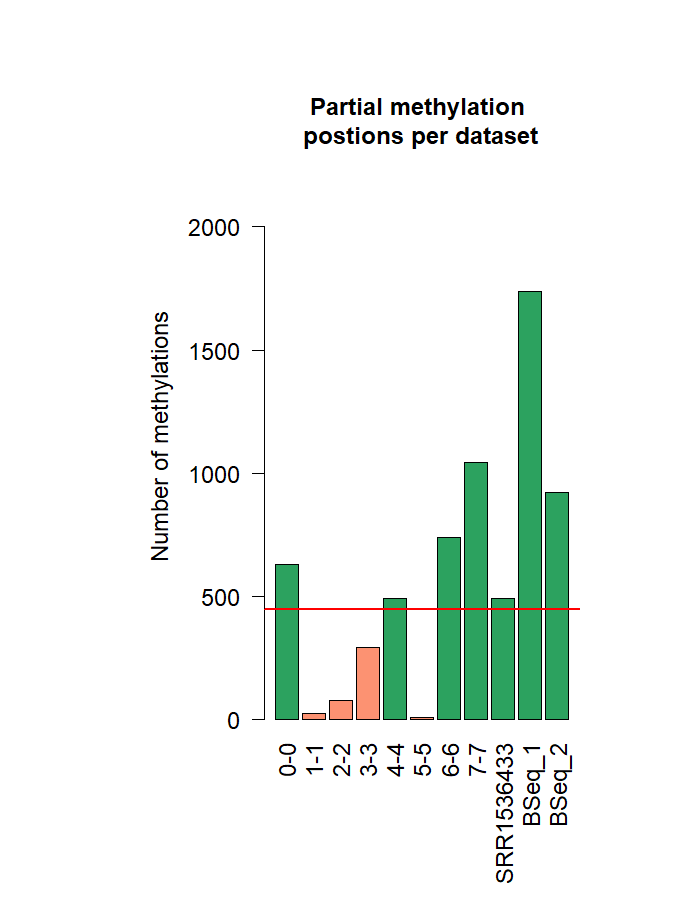 Partial methylation
postions per dataset
Number of methylations
2000
1500
1000
500
0
0-0
1-1
2-2
3-3
4-4
5-5
6-6
7-7
SRR1536433
BSeq_1
BSeq_2